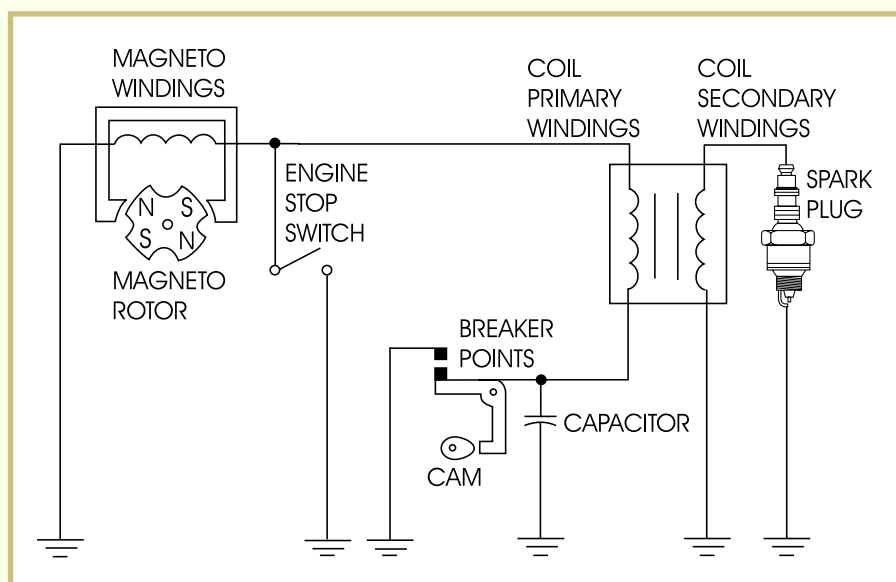 MAGNETO
WINDINGS
COIL
PRIMARY
WINDINGS
COIL
SECONDARY
WINDINGS
ENGINE
STOP
SWITCH
SPARK
PLUG
N S
S N
MAGNETO
ROTOR
BREAKER
POINTS
CAPACITOR
CAM